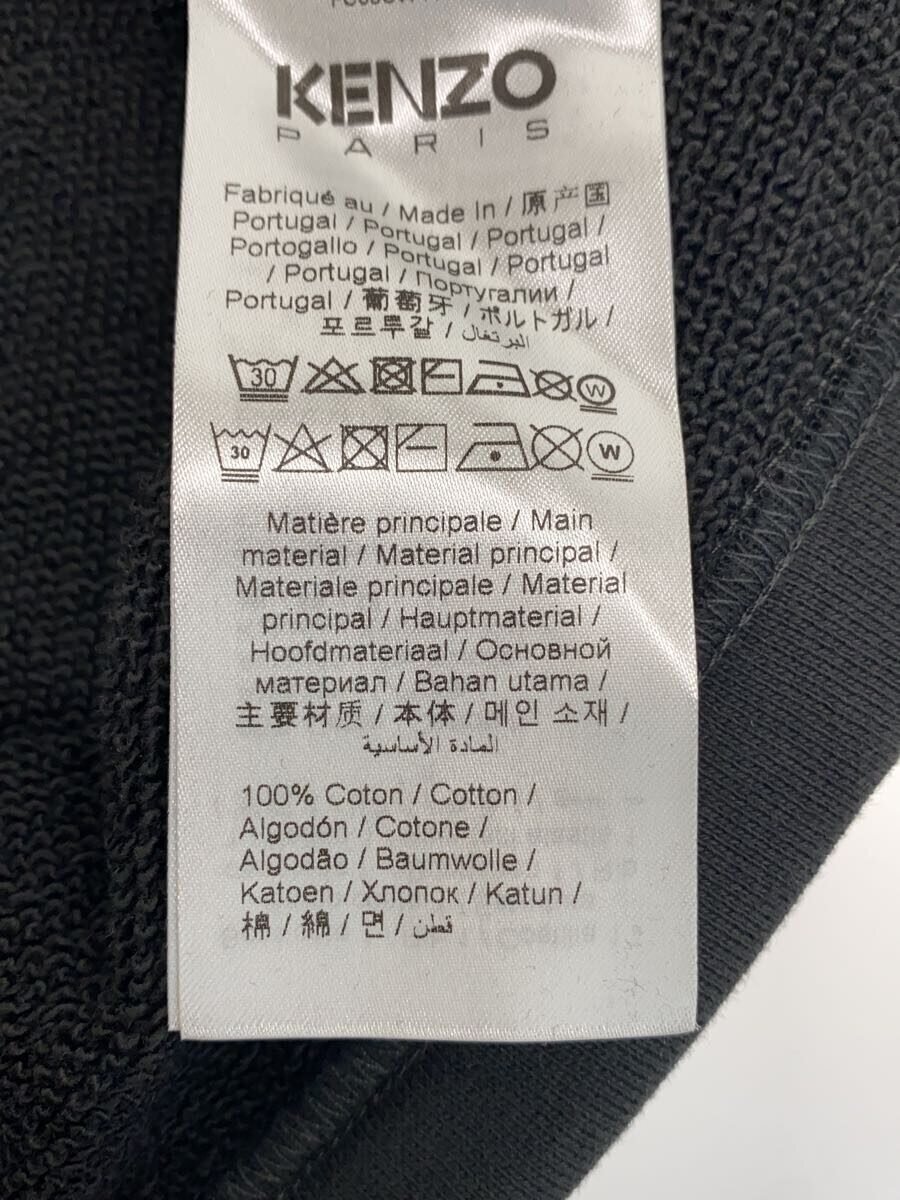 KENZO
PARIS
Fabriqué au / Made In / 原产国
Portugal / Portugal / Portugal /
Portogallo / Portugal / Portugal
/ Portugal / Португалии /
Portugal / 葡萄牙 / ポルトガル /
포르투갈 / البرتغال
30 W
30 W
Matière principale / Main
material / Material principal /
Materiale principale / Material
principal / Hauptmaterial /
Hoofdmateriaal / Основной
материал / Bahan utama /
主要材质 / 本体 / 메인 소재 /
المادة الأساسية
100% Coton / Cotton /
Algodón / Cotone /
Algodão / Baumwolle /
Katoen / Хлопок / Katun /
棉 / 綿 / 면 / قطن